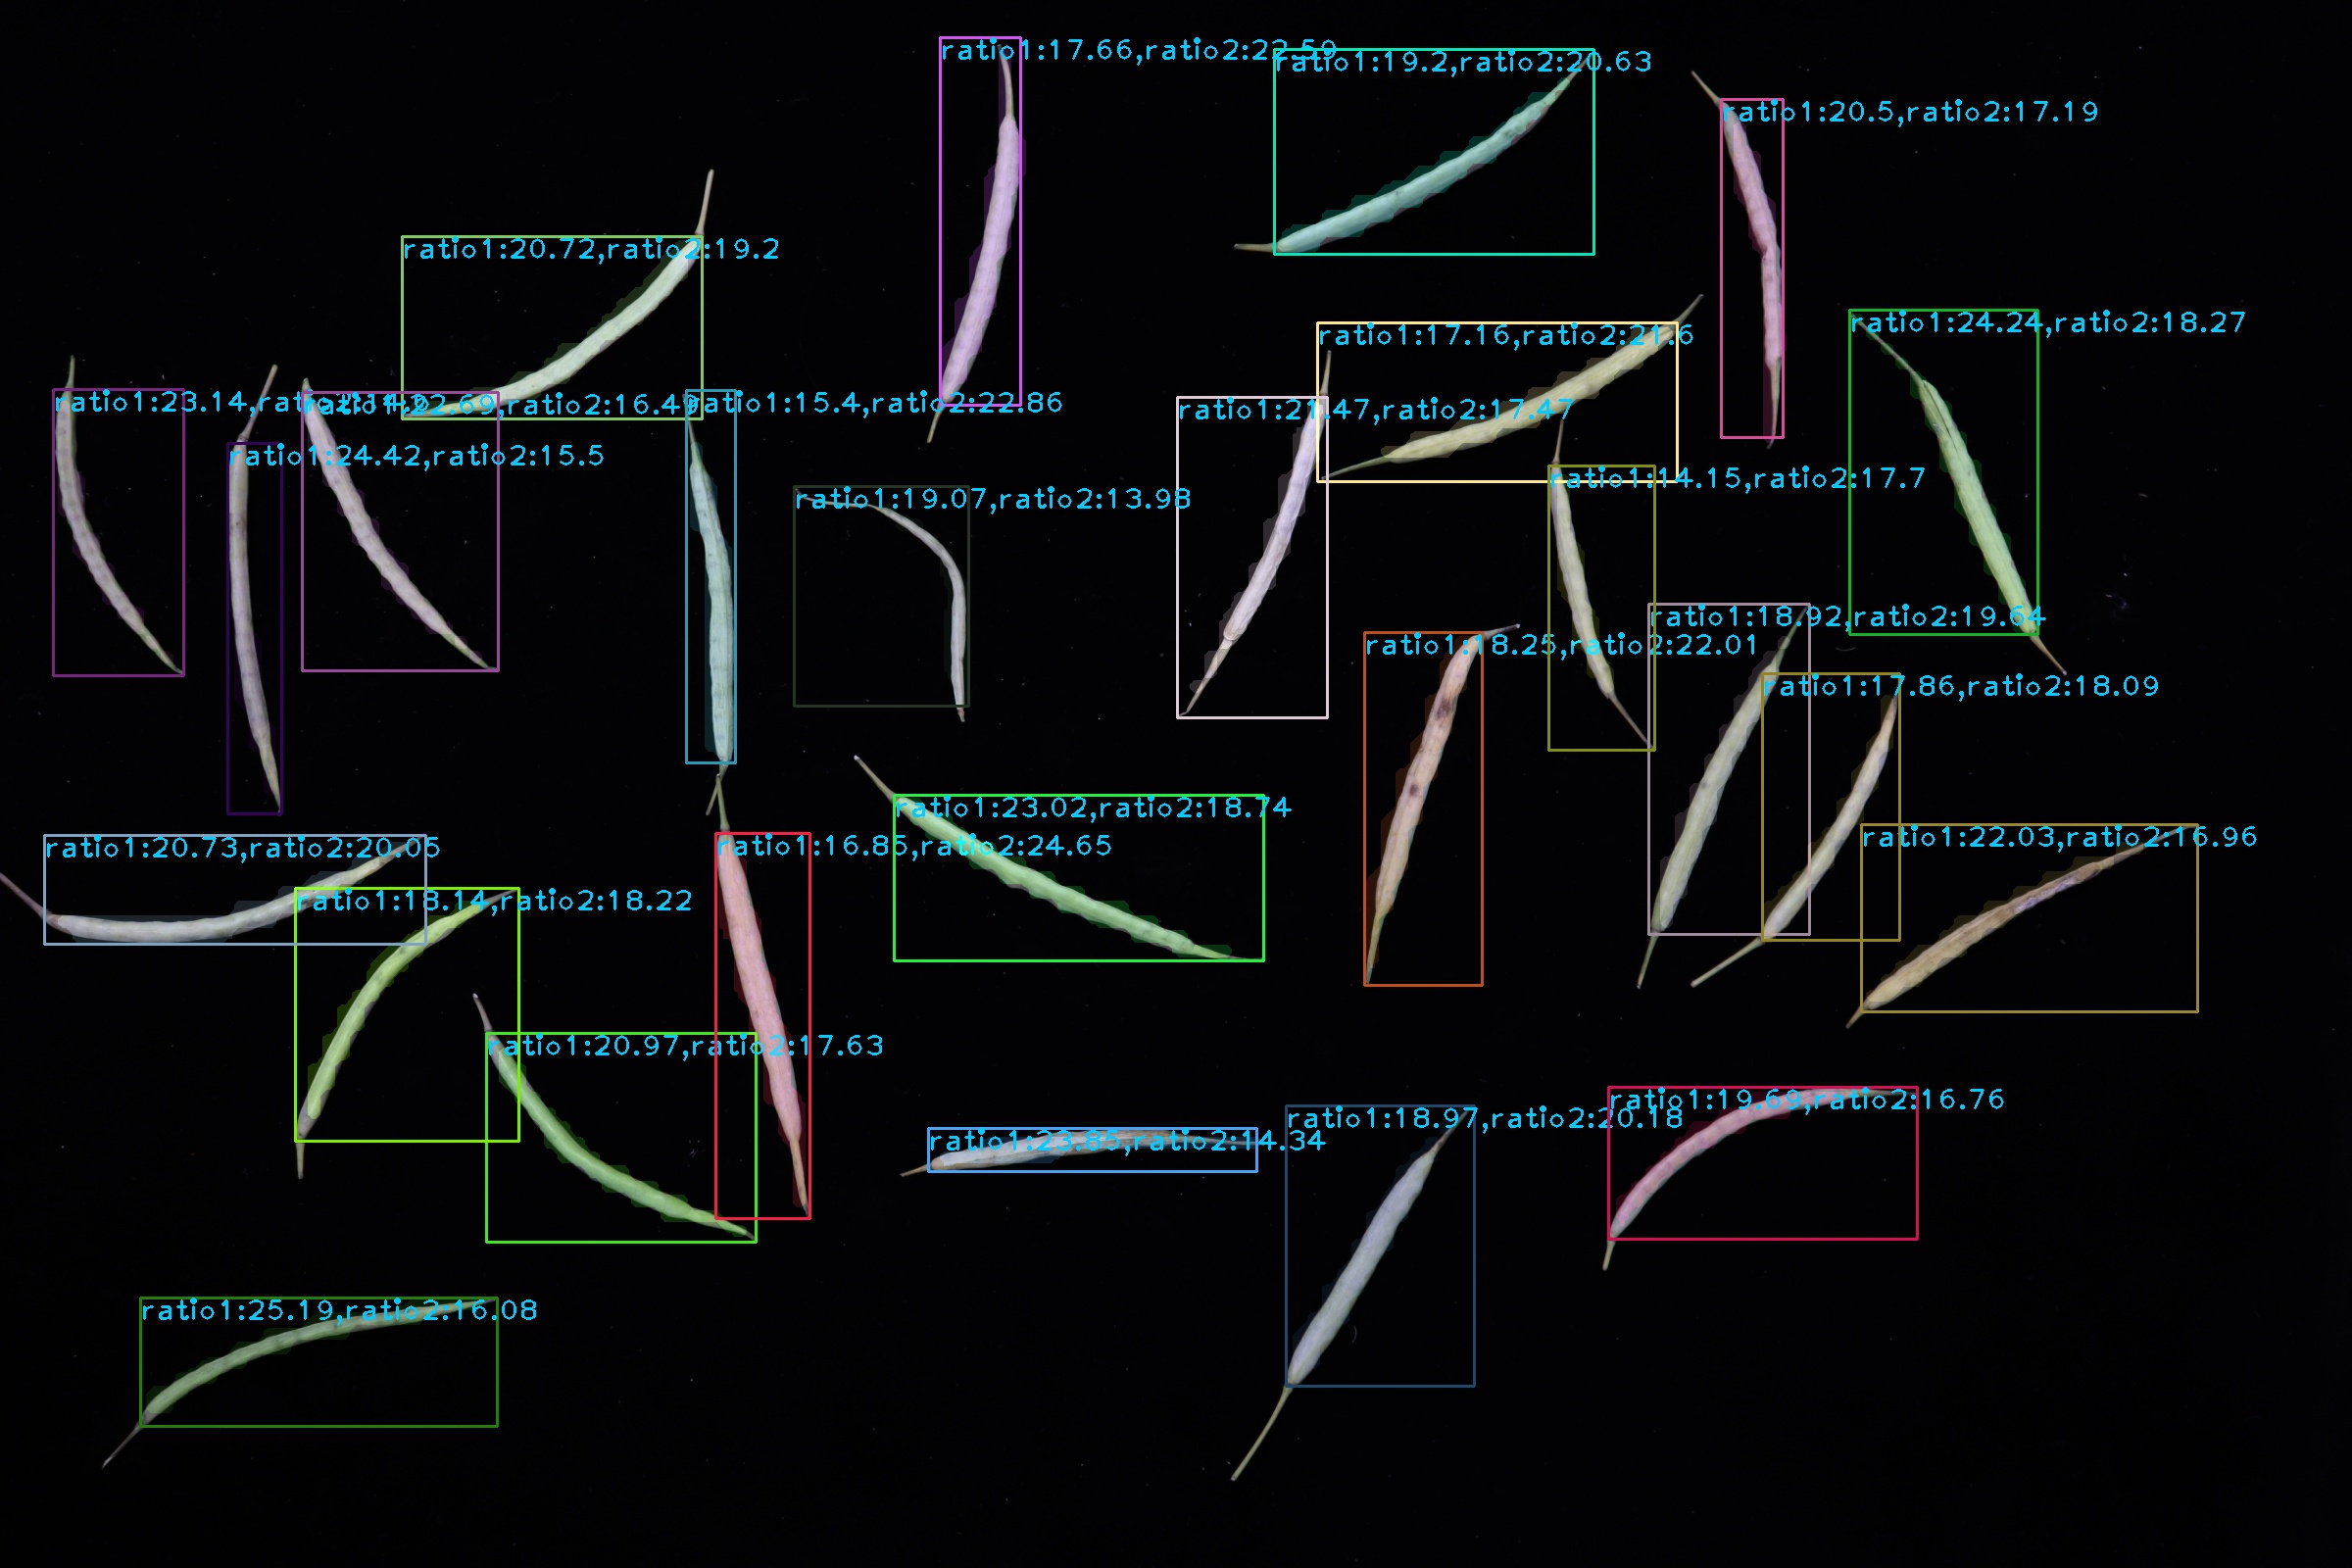 ratio1:17.66,ratio2:22.59
ratio1:19.2,ratio2:20.63
ratio1:20.5,ratio2:17.19
ratio1:20.72,ratio2:19.2
ratio1:24.24,ratio2:18.27
ratio1:17.16,ratio2:21.6
ratio1:23.14,
ratio1:22.69,ratio2:16.49
ratio1:15.4,ratio2:22.86
ratio1:21.47,ratio2:17.47
ratio1:24.42,ratio2:15.5
ratio1:14.15,ratio2:17.7
ratio1:19.07,ratio2:13.98
ratio1:18.92,ratio2:19.64
ratio1:18.25,ratio2:22.01
ratio1:17.86,ratio2:18.09
ratio1:23.02,ratio2:18.74
ratio1:22.03,ratio2:16.96
ratio1:20.73,ratio2:20.05
ratio1:16.85,ratio2:24.65
ratio1:18.14,ratio2:18.22
ratio1:20.97,ratio2:17.63
ratio1:19.69,ratio2:16.76
ratio1:18.97,ratio2:20.18
ratio1:23.85,ratio2:14.34
ratio1:25.19,ratio2:16.08